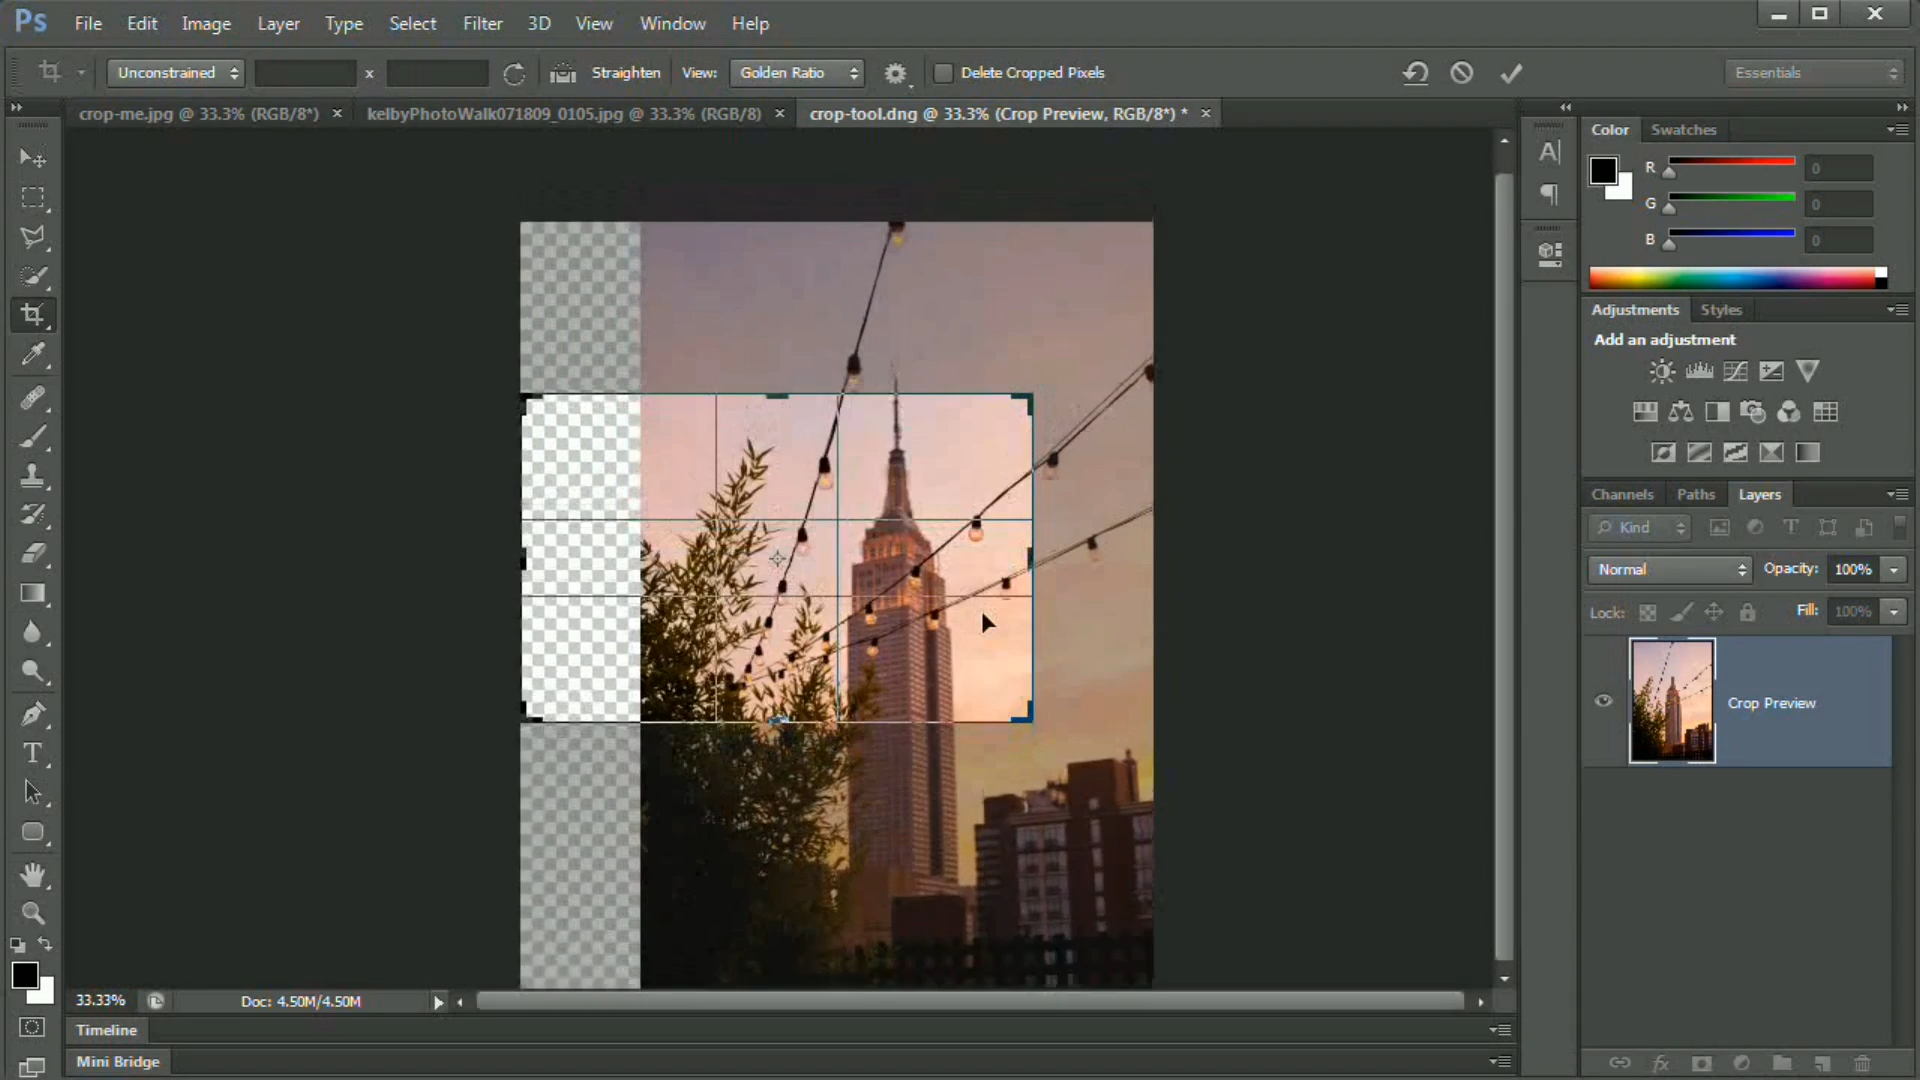 Ps File Edit Image Layer Type Select Filter 3D View Window Help
Unconstrained x Straighten View: Golden Ratio Delete Cropped Pixels Essentials
crop-me.jpg @ 33.3% (RGB/8*) × kelbyPhotoWalk071809_0105.jpg @ 33.3% (RGB/8) × crop-tool.dng @ 33.3% (Crop Preview, RGB/8*) * ×
Color Swatches
R 0
G 0
B 0
Adjustments Styles
Add an adjustment
Channels Paths Layers
Kind
Normal Opacity: 100%
Lock: Fill: 100%
Crop Preview
33.33% Doc: 4.50M/4.50M
Timeline
Mini Bridge